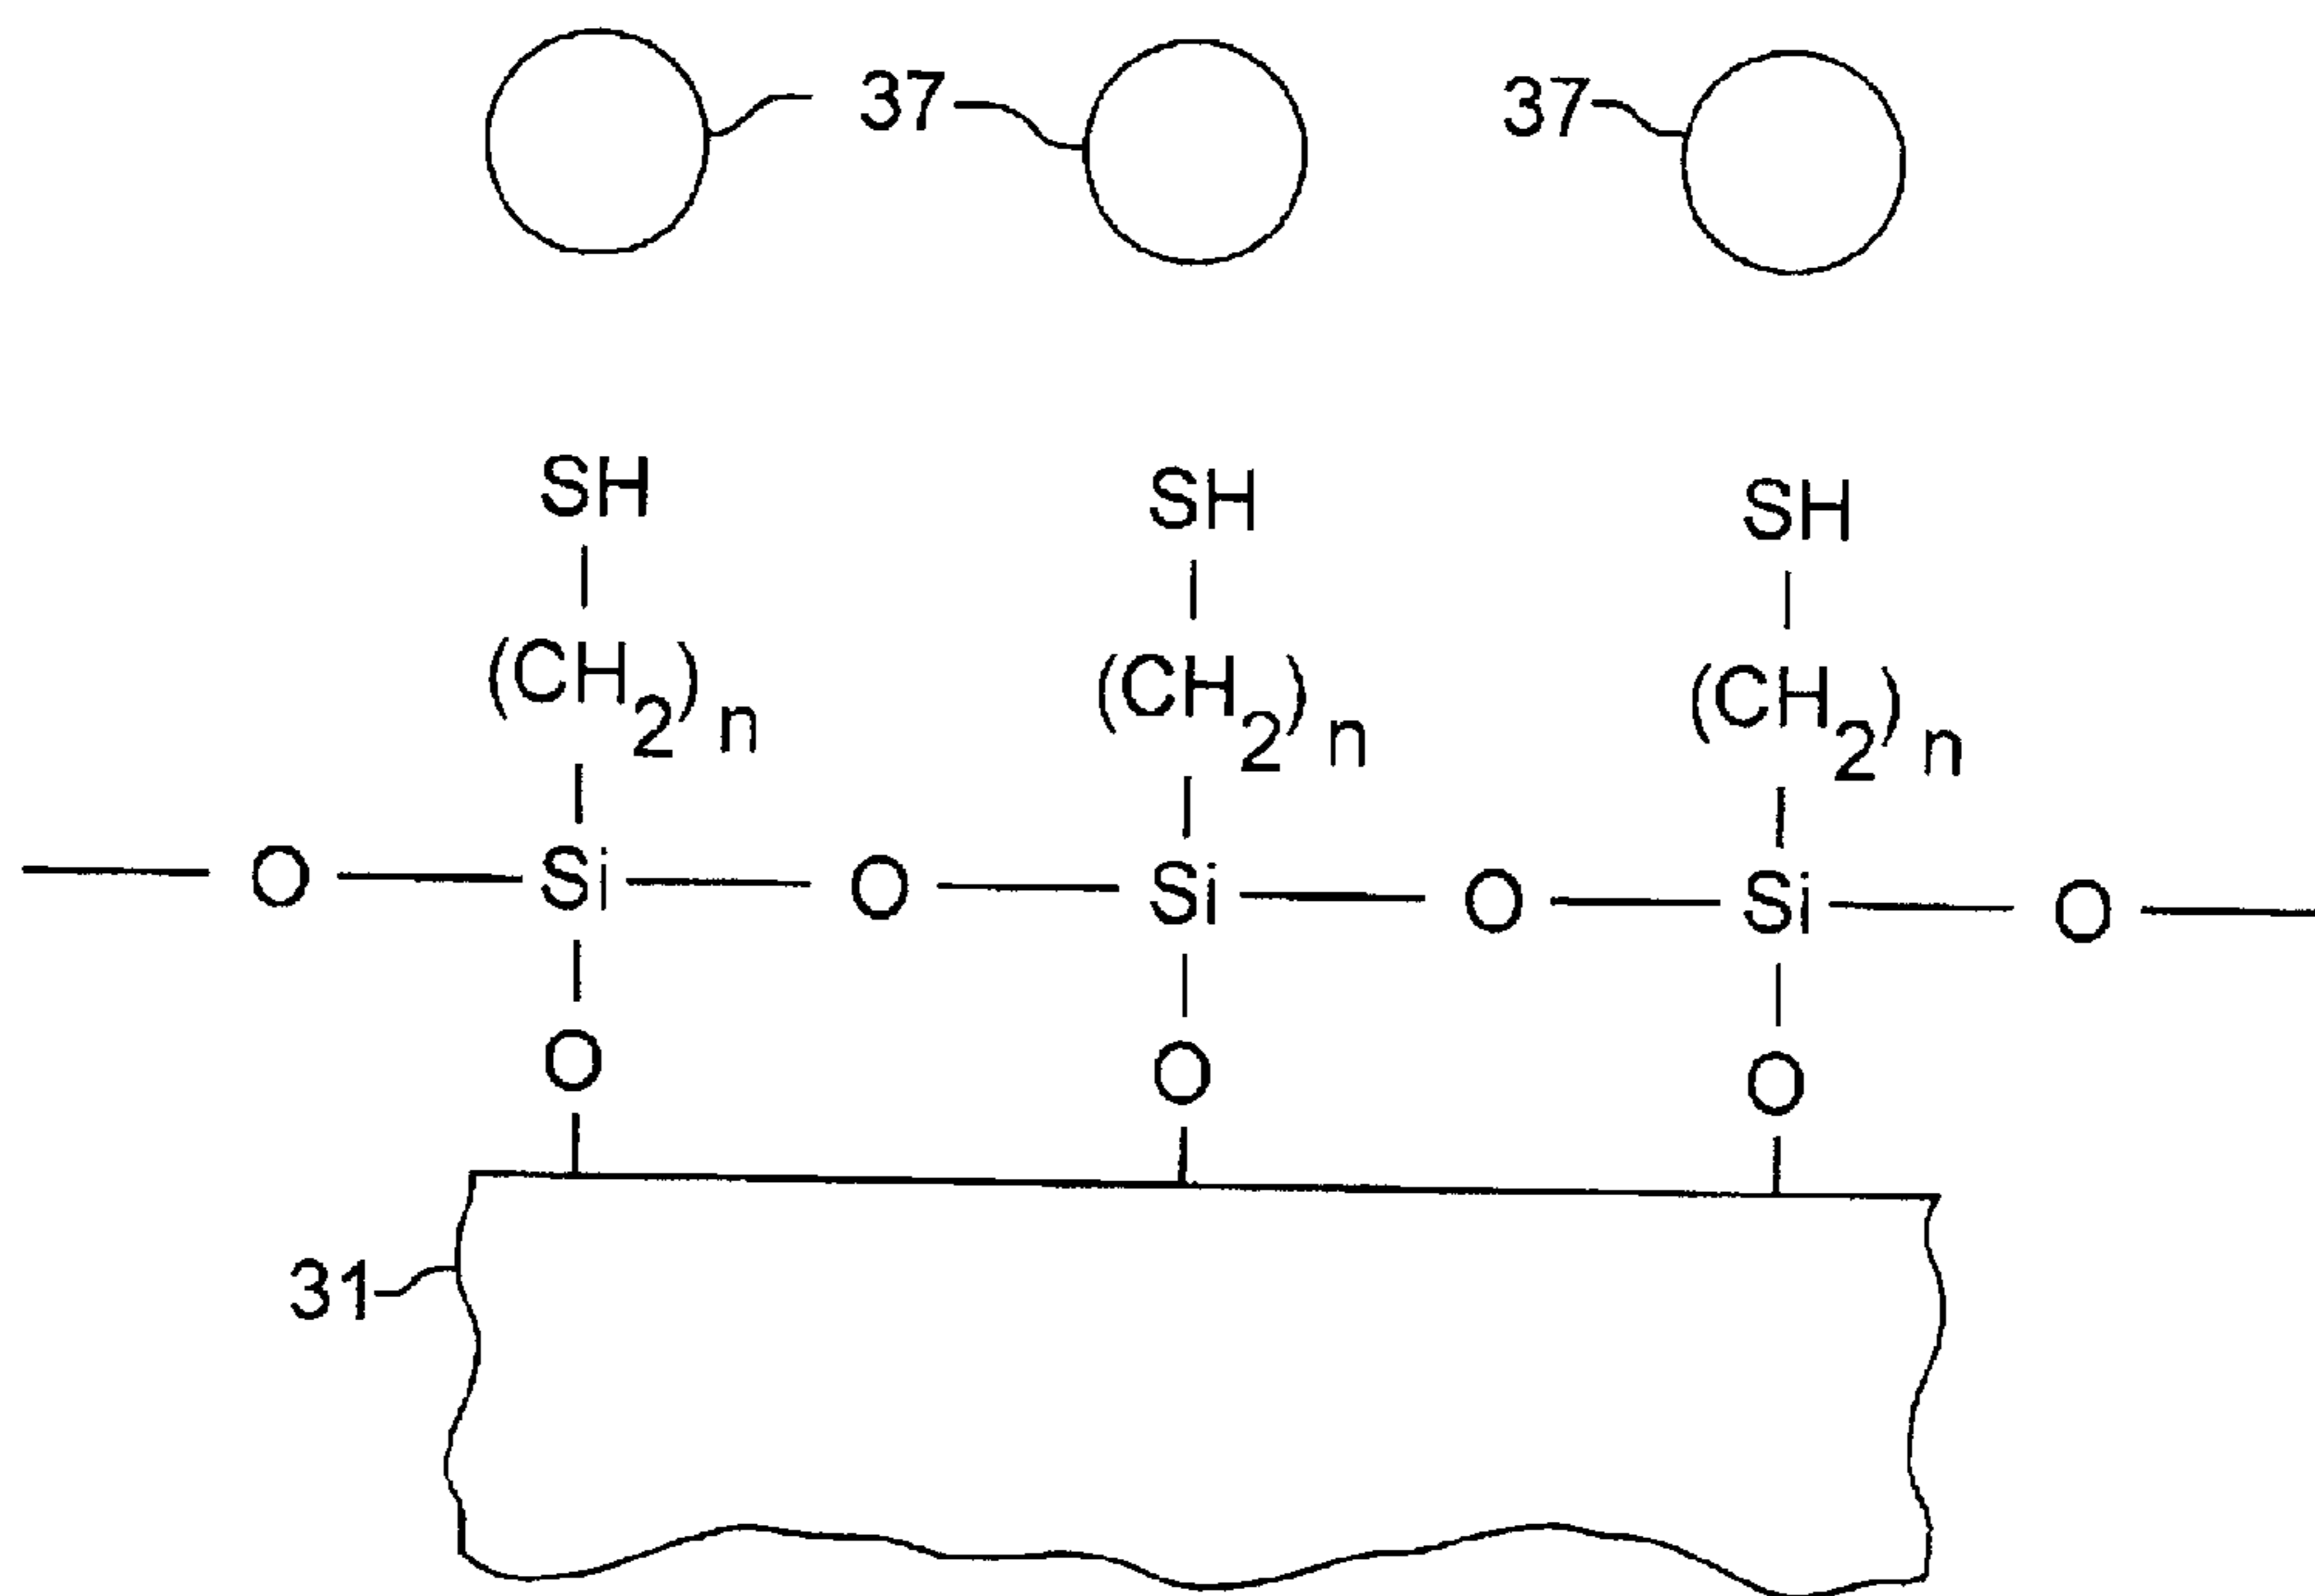 37 37
SH SH SH
(CH2)n (CH2)n (CH2)n
O Si O Si O Si O
O O O
31